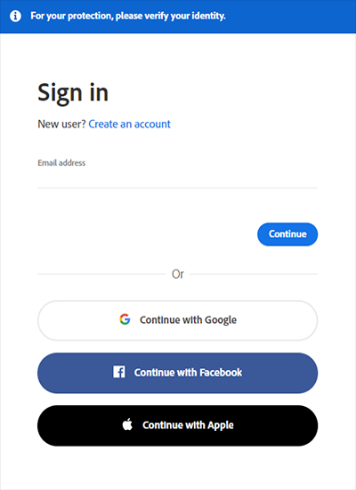 For your protection, please verify your identity.
Sign in
New user? Create an account
Email address
Continue
Or
Continue with Google
Continue with Facebook
Continue with Apple